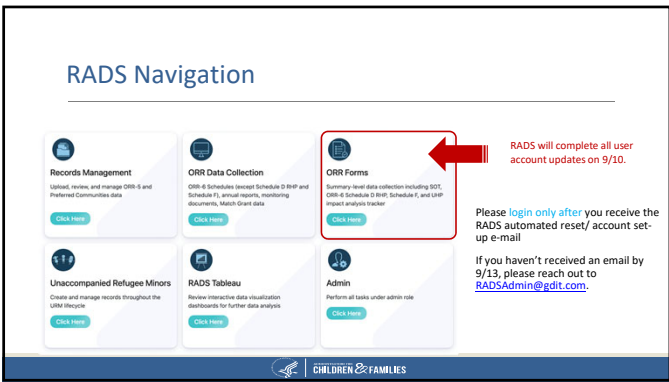 RADS Navigation
Records Management
Upload, review, and manage ORR-5 and
Preferred Communities data
Click Here
ORR Data Collection
ORR-6 Schedules (except Schedule D RHP and
Schedule F), annual reports, monitoring
documents, Match Grant data
Click Here
ORR Forms
Summary-level data collection including SOT,
ORR-6 Schedule D RHP, Schedule F, and UHP
impact analysis tracker
Click Here
RADS will complete all user
account updates on 9/10.
Please login only after you receive the
RADS automated reset/ account set-
up e-mail
If you haven't received an email by
9/13, please reach out to
RADSAdmin@gdit.com.
Unaccompanied Refugee Minors
Create and manage records throughout the
URM lifecycle
Click Here
RADS Tableau
Review interactive data visualization
dashboards for further data analysis
Click Here
Admin
Perform all tasks under admin role
Click Here
CHILDREN & FAMILIES